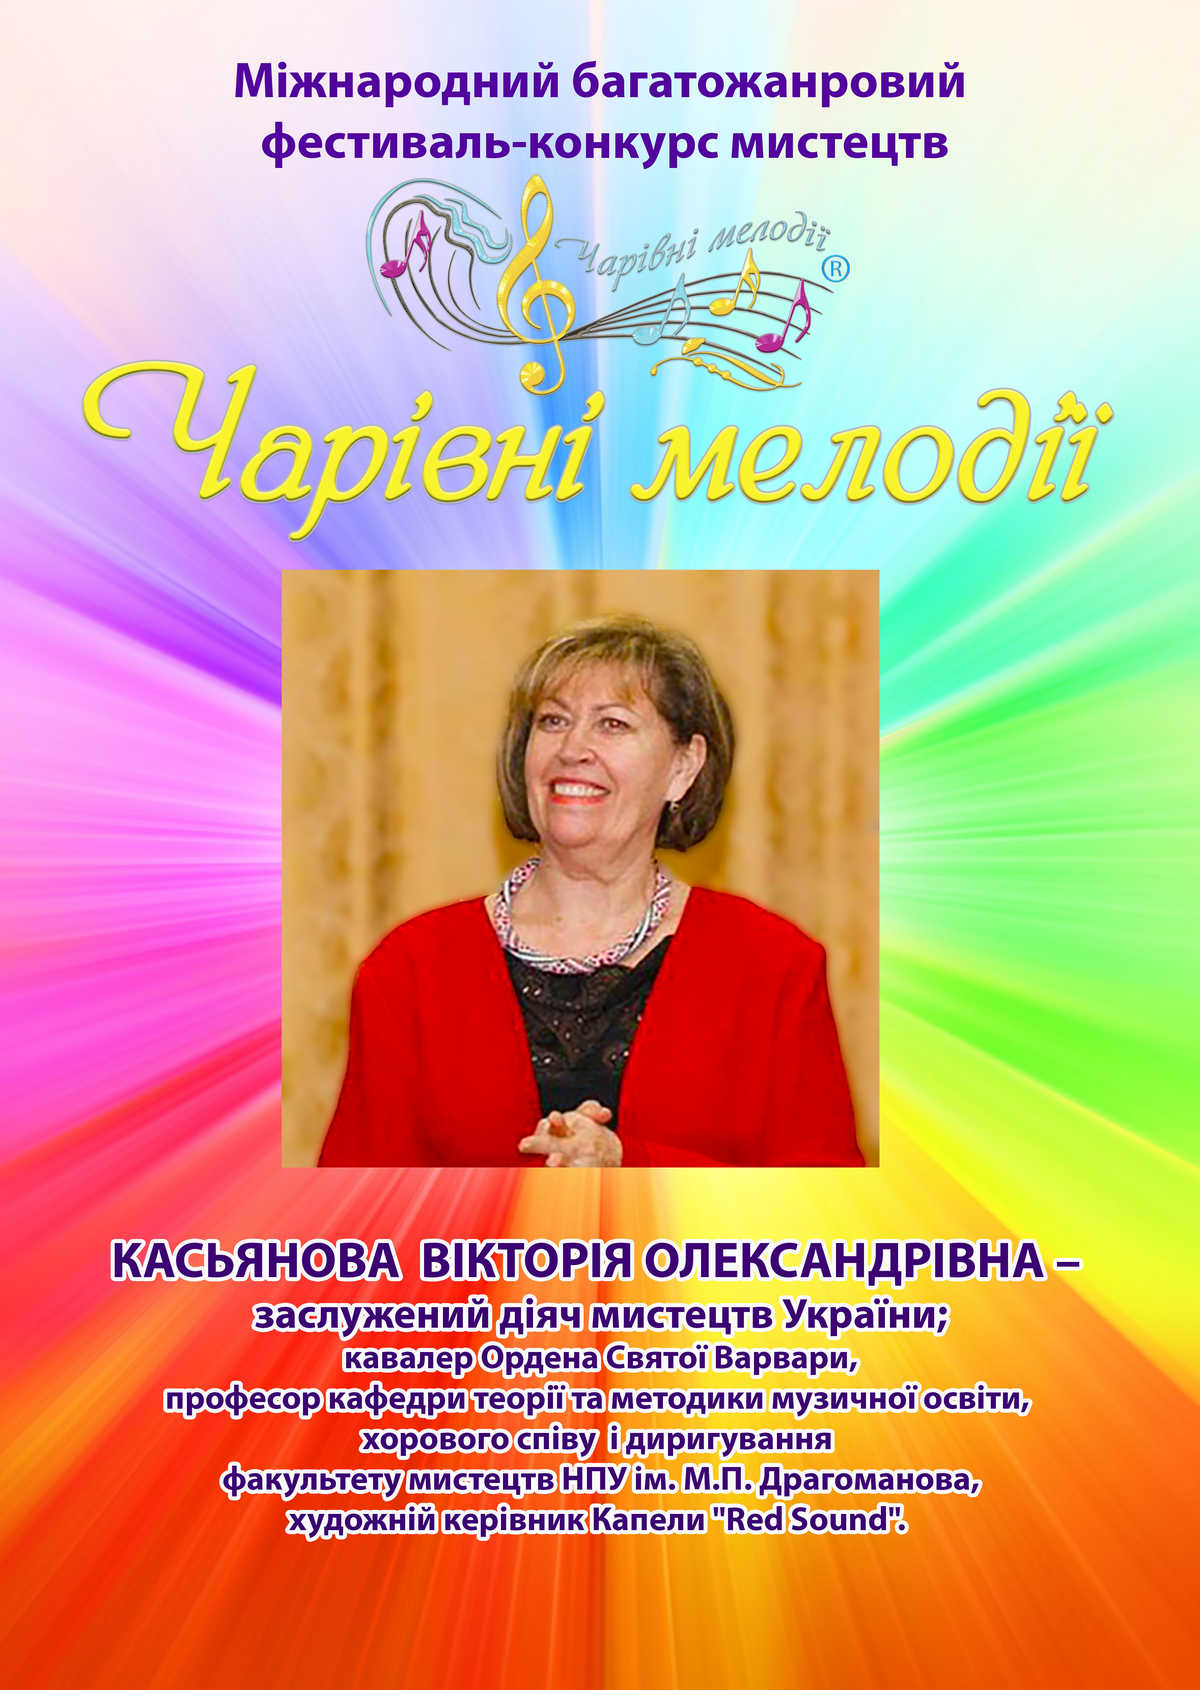 Міжнародний багатожанровий
фестиваль-конкурс мистецтв
Чарівні мелодії
®
Чарівні мелодії
КАСЬЯНОВА ВІКТОРІЯ ОЛЕКСАНДРІВНА –
заслужений діяч мистецтв України;
кавалер Ордена Святої Варвари,
професор кафедри теорії та методики музичної освіти,
хорового співу і диригування
факультету мистецтв НПУ ім. М.П. Драгоманова,
художній керівник Капели "Red Sound".